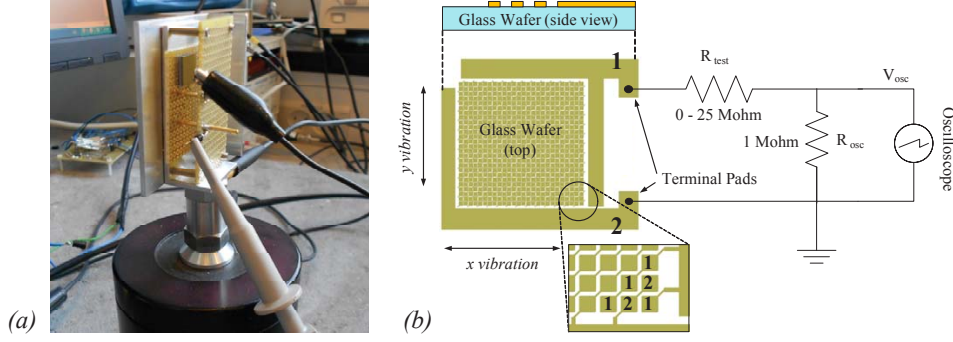 (a)
Glass Wafer (side view)
1
R test
V osc
0 - 25 Mohm
Glass Wafer
(top)
y vibration
1 Mohm
R osc
Oscilloscope
Terminal Pads
2
x vibration
1
1 2
1 2 1
(b)